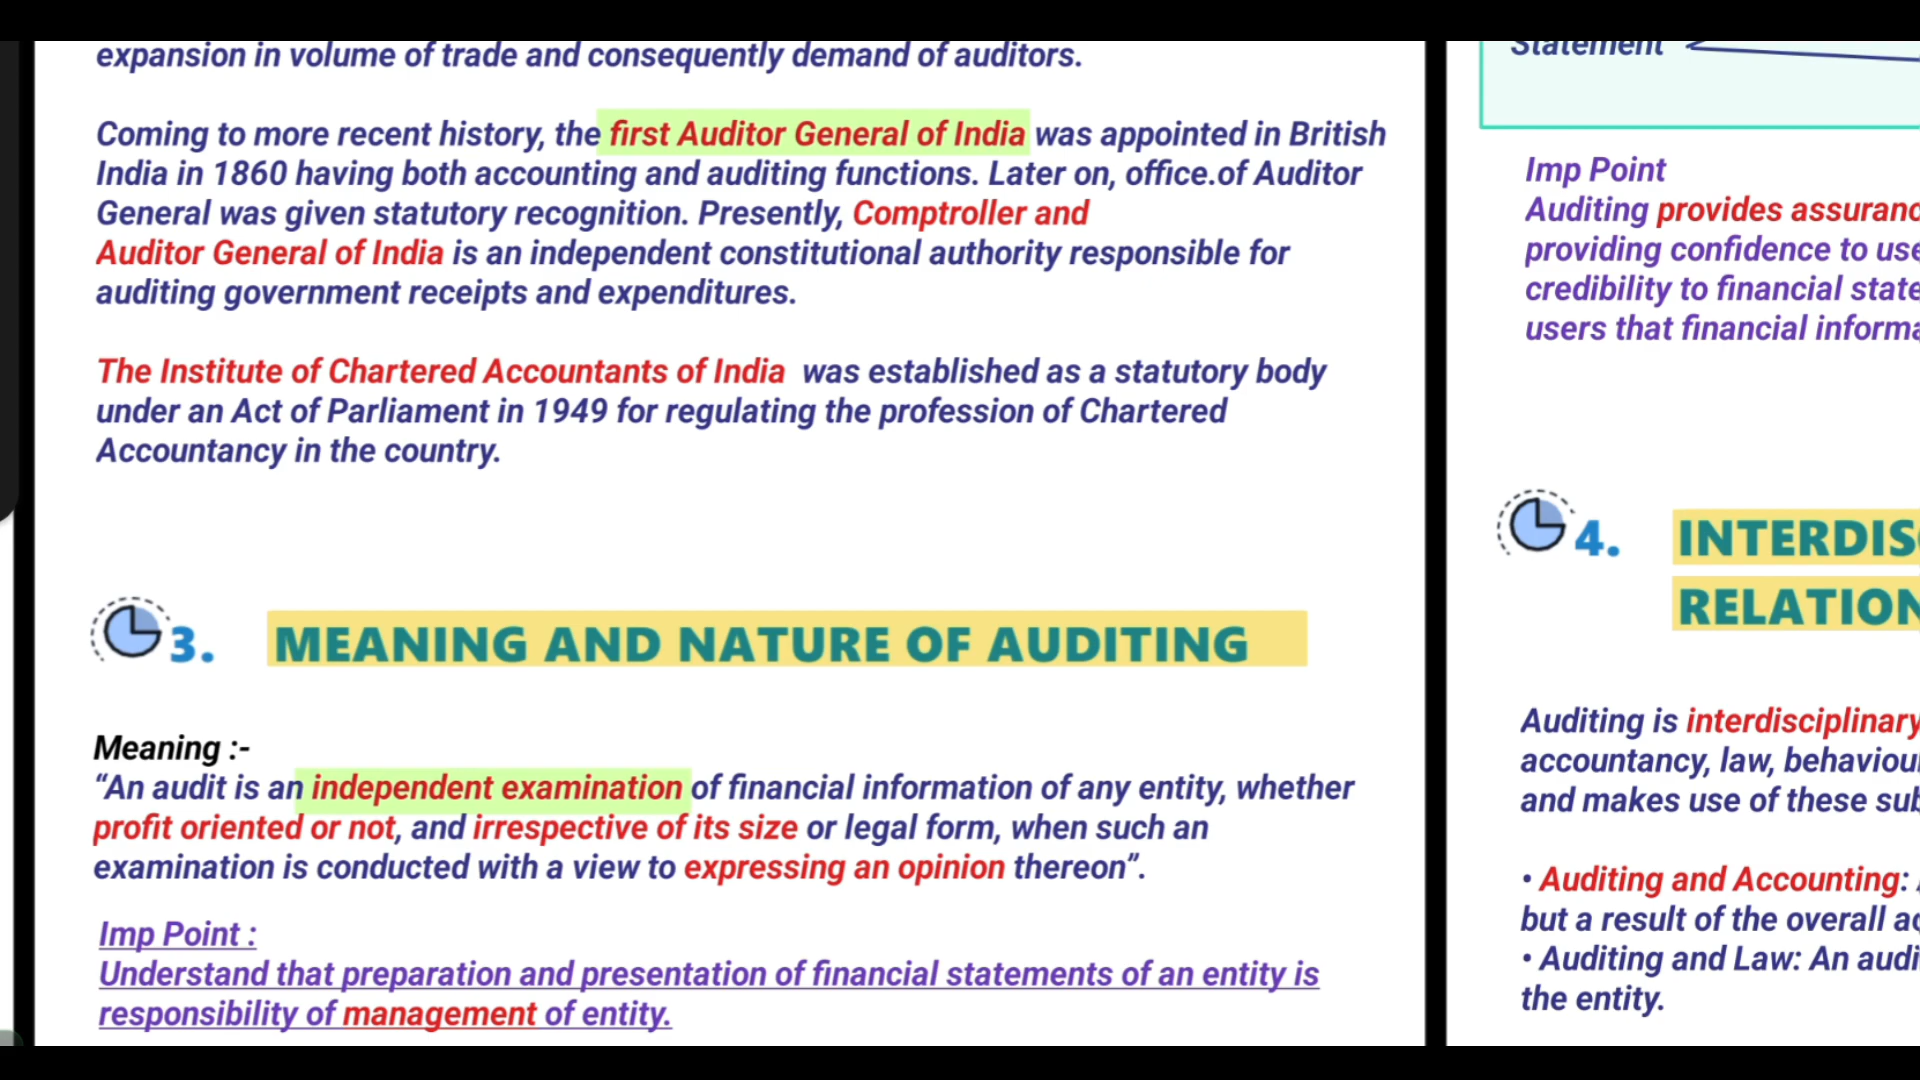 expansion in volume of trade and consequently demand of auditors.
Coming to more recent history, the first Auditor General of India was appointed in British
India in 1860 having both accounting and auditing functions. Later on, office.of Auditor
General was given statutory recognition. Presently, Comptroller and
Auditor General of India is an independent constitutional authority responsible for
auditing government receipts and expenditures.
The Institute of Chartered Accountants of India was established as a statutory body
under an Act of Parliament in 1949 for regulating the profession of Chartered
Accountancy in the country.
3. MEANING AND NATURE OF AUDITING
Meaning :-
“An audit is an independent examination of financial information of any entity, whether
profit oriented or not, and irrespective of its size or legal form, when such an
examination is conducted with a view to expressing an opinion thereon”.
Imp Point :
Understand that preparation and presentation of financial statements of an entity is
responsibility of management of entity.
Statement
Imp Point
Auditing provides
providing confidence to
credibility to financial
users that financial
4.
Auditing is interdisciplinary
accountancy, law,
and makes use of these
• Auditing and Accounting:
but a result of the overall
• Auditing and Law: An
the entity.